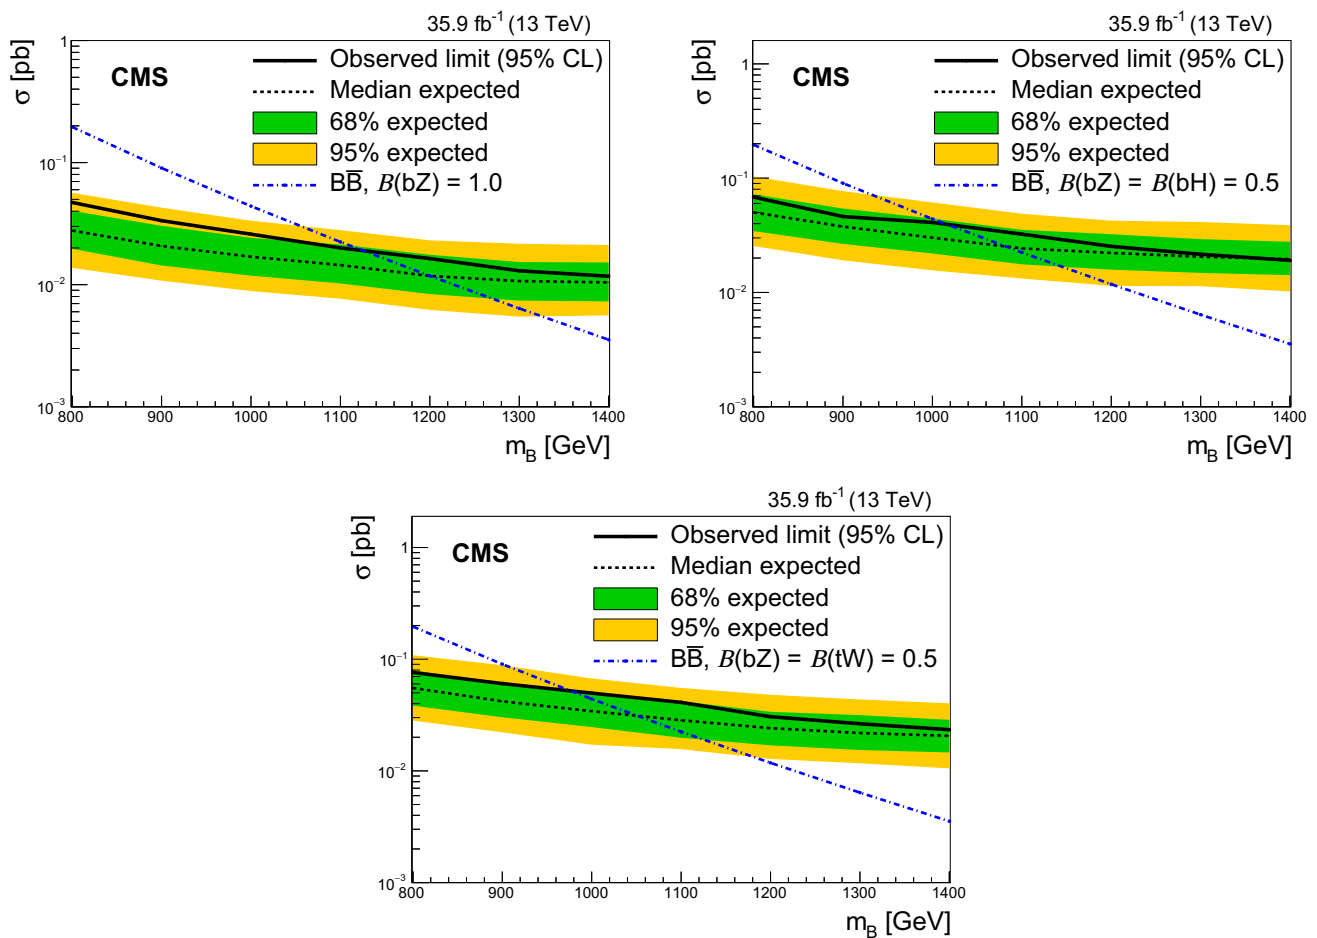 35.9 fb⁻¹ (13 TeV)
σ [pb]
CMS
Observed limit (95% CL)
Median expected
68% expected
95% expected
BB̅, B(bZ) = 1.0
1
10⁻¹
10⁻²
10⁻³
800 900 1000 1100 1200 1300 1400
m_B [GeV]
35.9 fb⁻¹ (13 TeV)
σ [pb]
CMS
Observed limit (95% CL)
Median expected
68% expected
95% expected
BB̅, B(bZ) = B(bH) = 0.5
1
10⁻¹
10⁻²
10⁻³
800 900 1000 1100 1200 1300 1400
m_B [GeV]
35.9 fb⁻¹ (13 TeV)
σ [pb]
CMS
Observed limit (95% CL)
Median expected
68% expected
95% expected
BB̅, B(bZ) = B(tW) = 0.5
1
10⁻¹
10⁻²
10⁻³
800 900 1000 1100 1200 1300 1400
m_B [GeV]